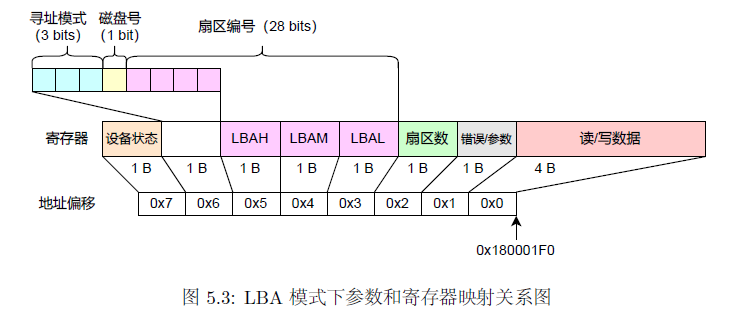 寻址模式 磁盘号 扇区编号 (28 bits)
(3 bits) (1 bit)
寄存器 设备状态 LBAH LBAM LBAL 扇区数 错误/参数 读/写数据
1 B 1 B 1 B 1 B 1 B 1 B 1 B 4 B
地址偏移 0x7 0x6 0x5 0x4 0x3 0x2 0x1 0x0
0x180001F0
图 5.3: LBA 模式下参数和寄存器映射关系图